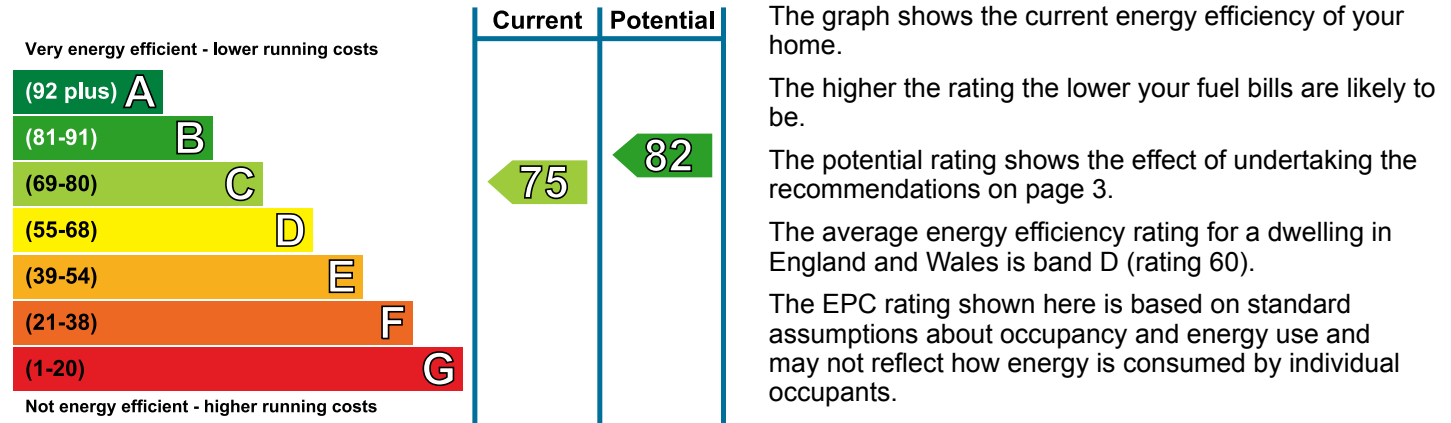 Current Potential
Very energy efficient - lower running costs
(92 plus) A
(81-91) B
(69-80) C
(55-68) D
(39-54) E
(21-38) F
(1-20) G
Not energy efficient - higher running costs
75
82
The graph shows the current energy efficiency of your
home.
The higher the rating the lower your fuel bills are likely to
be.
The potential rating shows the effect of undertaking the
recommendations on page 3.
The average energy efficiency rating for a dwelling in
England and Wales is band D (rating 60).
The EPC rating shown here is based on standard
assumptions about occupancy and energy use and
may not reflect how energy is consumed by individual
occupants.